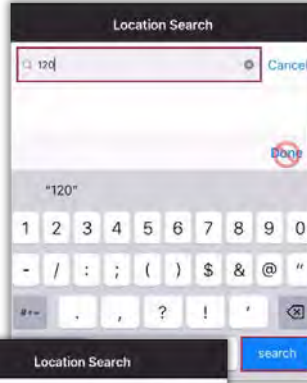 Location Search
120 Cancel
Done
"120"
1 2 3 4 5 6 7 8 9 0
- / : ; ( ) $ & @ "
#+= . , ? ! '
search
Location Search